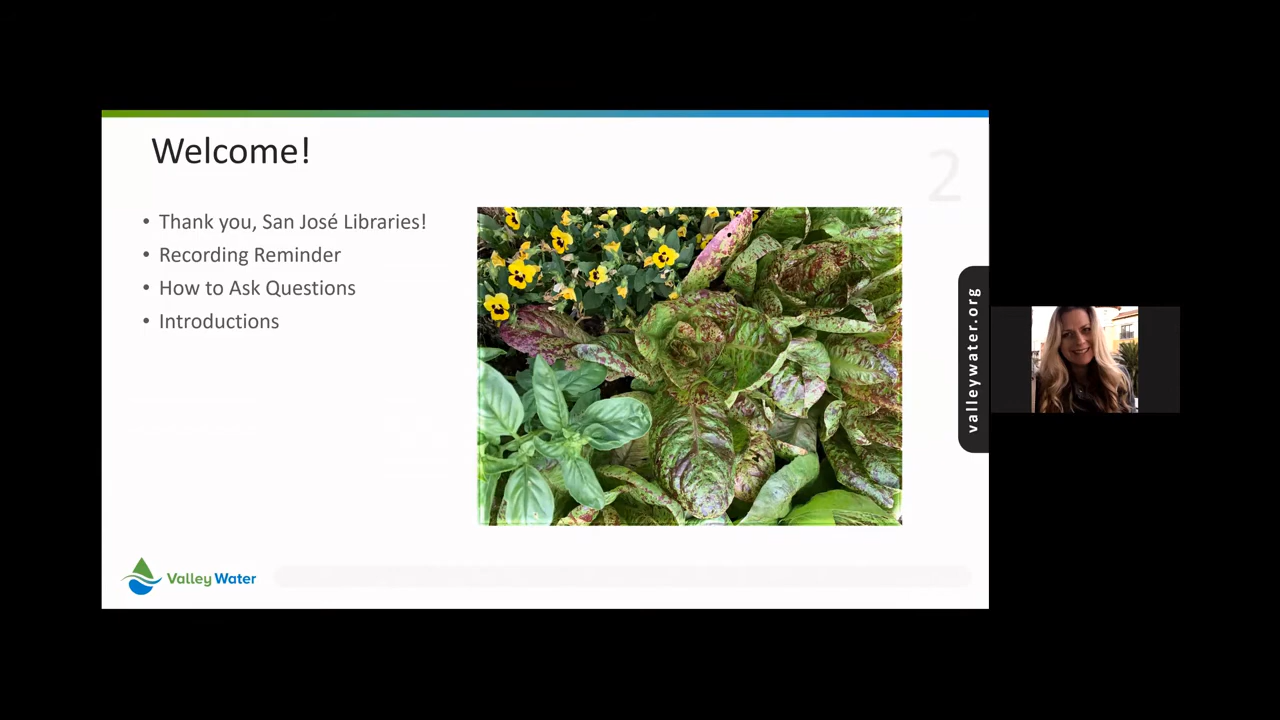 Welcome!
2
• Thank you, San José Libraries!
• Recording Reminder
• How to Ask Questions
• Introductions
valleywater.org
Valley Water